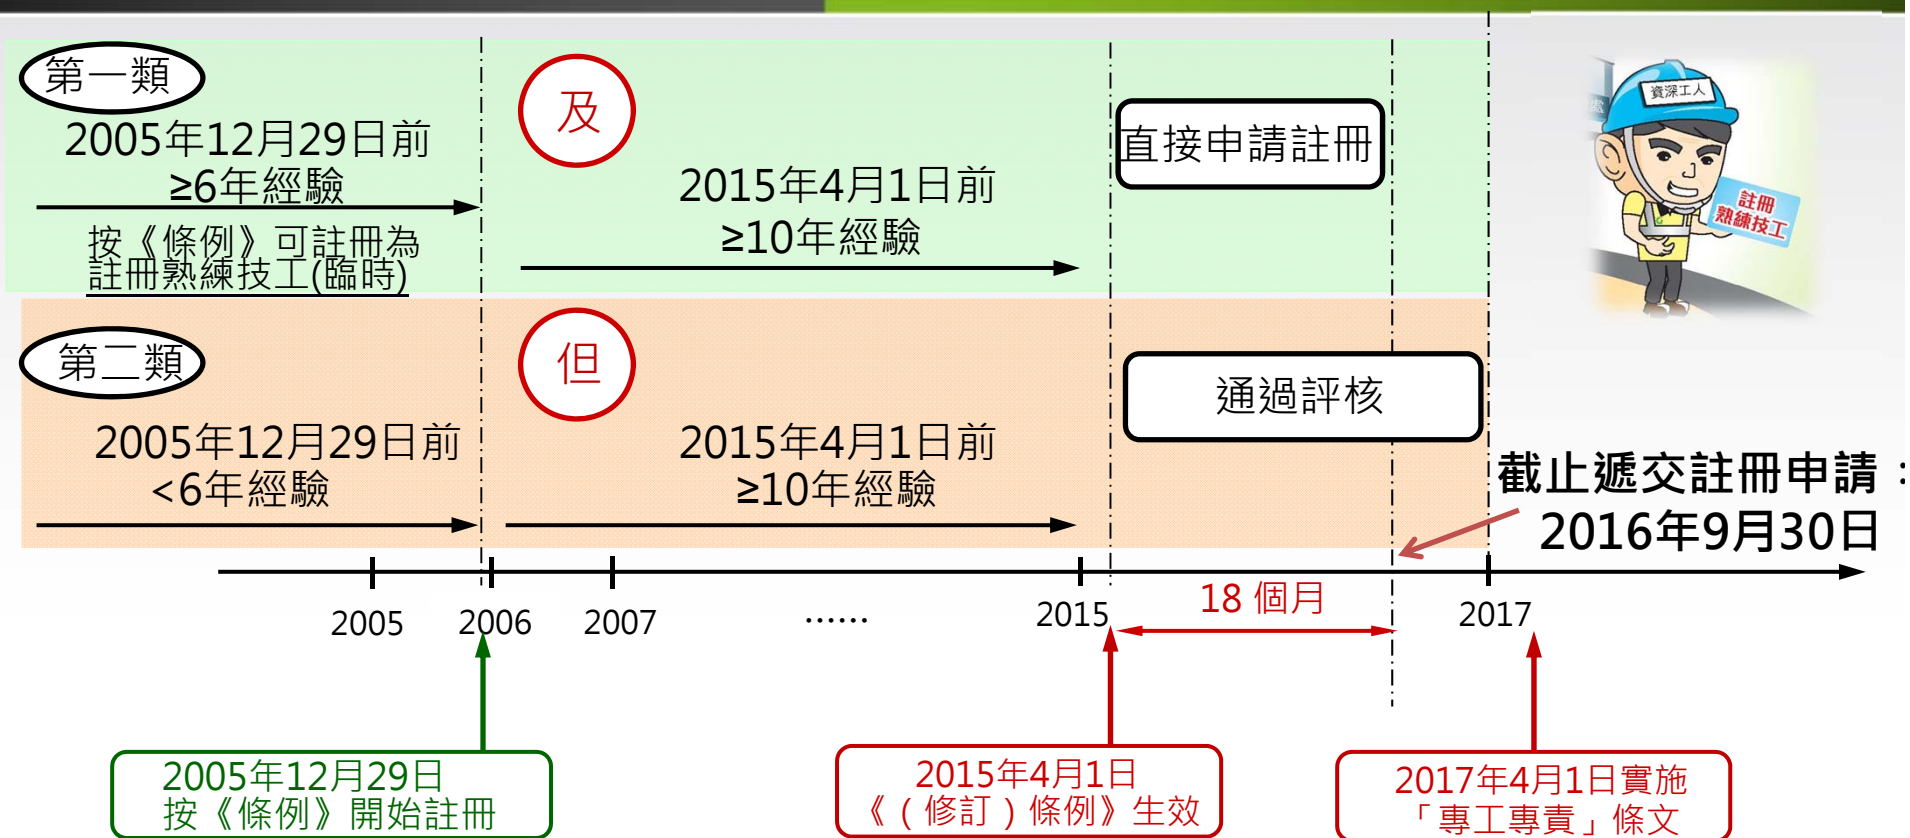 第一類
2005年12月29日前
≥6年經驗
按《條例》可註冊為
註冊熟練技工(臨時)
及
2015年4月1日前
≥10年經驗
直接申請註冊
資深工人
註冊
熟練技工
第二類
2005年12月29日前
<6年經驗
但
2015年4月1日前
≥10年經驗
通過評核
截止遞交註冊申請：
2016年9月30日
2005
2006
2007
……
2015
18 個月
2017
2005年12月29日
按《條例》開始註冊
2015年4月1日
《（修訂）條例》生效
2017年4月1日實施
「專工專責」條文